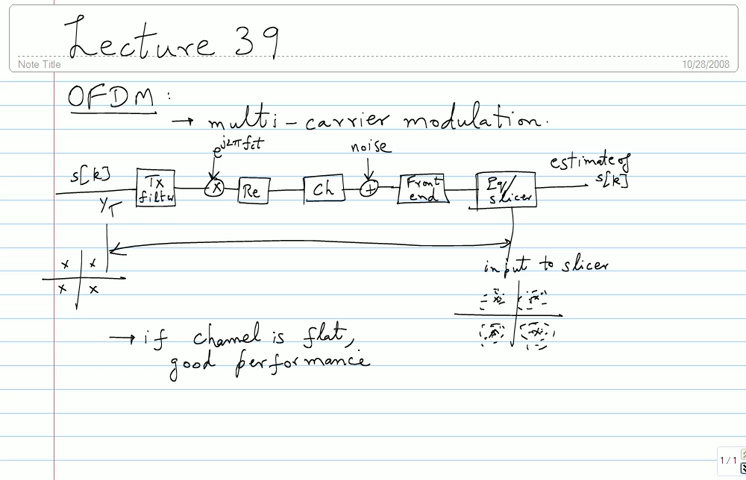 Lecture 39
Note Title
10/28/2008
OFDM:
→ multi-carrier modulation.
e^{j2πfct}
noise
estimate of
s[k]
s[k]
Tx
filter
×
Re
Ch
+
Front
end
Eq/
slicer
1/T
input to slicer
x x
x x
→ if channel is flat,
good performance
1/1